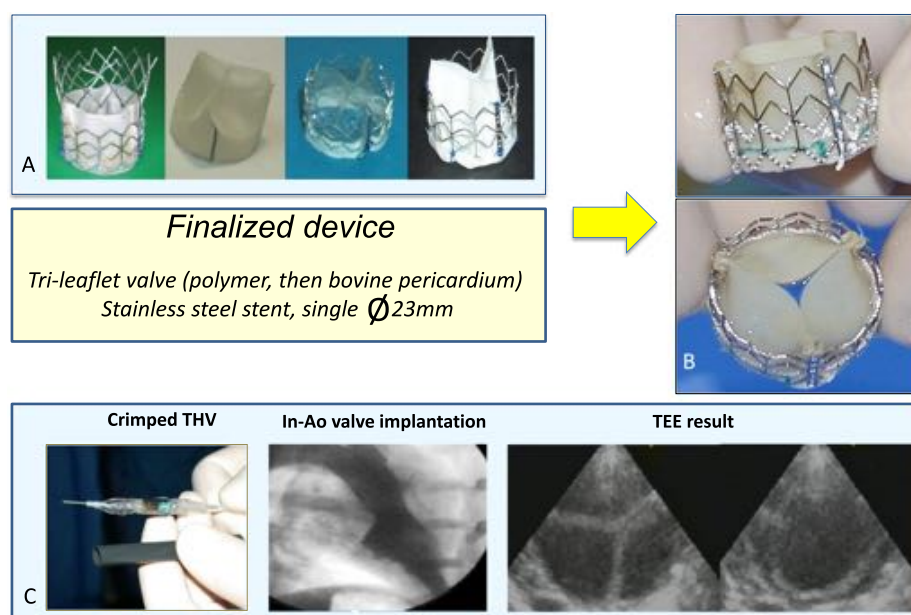 A
Finalized device
Tri-leaflet valve (polymer, then bovine pericardium)
Stainless steel stent, single Ø 23mm
B
Crimped THV
In-Ao valve implantation
TEE result
C